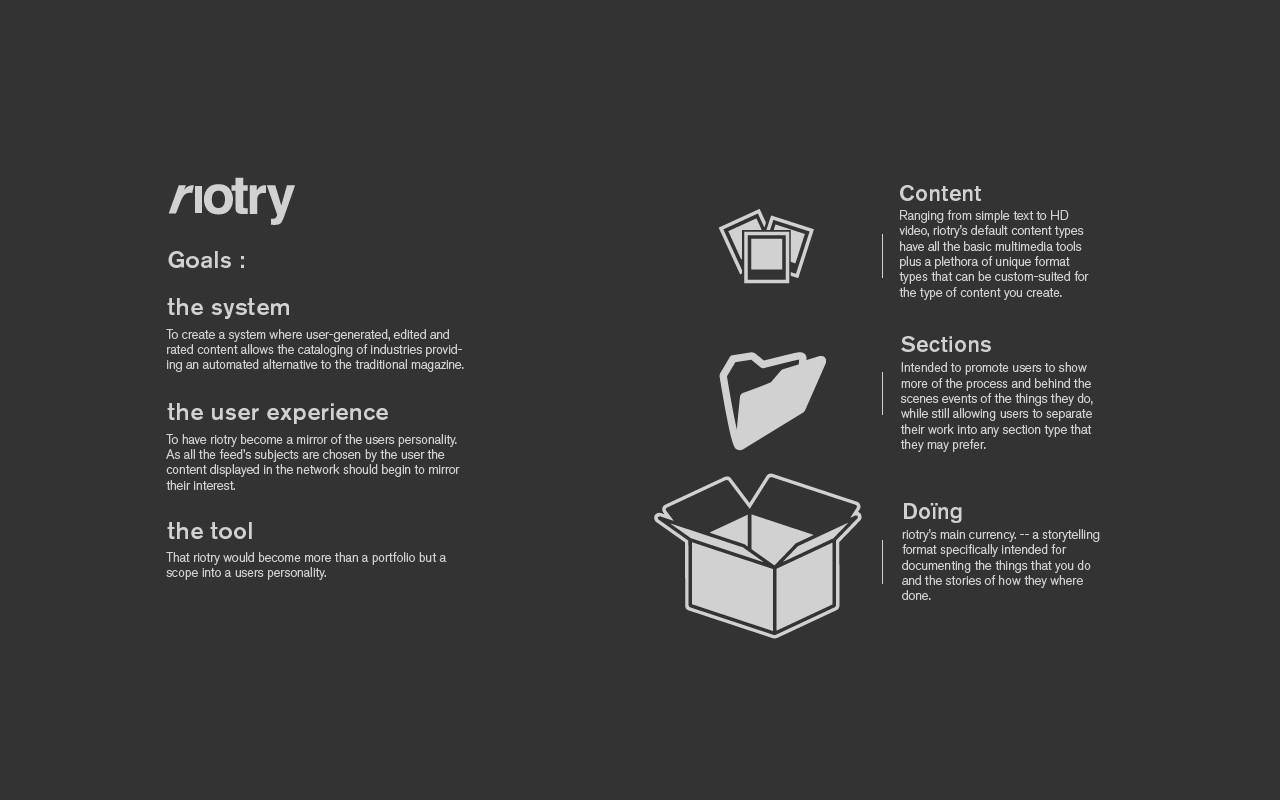 riotry
Goals :
the system
To create a system where user-generated, edited and
rated content allows the cataloging of industries provid-
ing an automated alternative to the traditional magazine.
the user experience
To have riotry become a mirror of the users personality.
As all the feed's subjects are chosen by the user the
content displayed in the network should begin to mirror
their interest.
the tool
That riotry would become more than a portfolio but a
scope into a users personality.
Content
Ranging from simple text to HD
video, riotry's default content types
have all the basic multimedia tools
plus a plethora of unique format
types that can be custom-suited for
the type of content you create.
Sections
Intended to promote users to show
more of the process and behind the
scenes events of the things they do,
while still allowing users to separate
their work into any section type that
they may prefer.
Doïng
riotry's main currency. -- a storytelling
format specifically intended for
documenting the things that you do
and the stories of how they where
done.